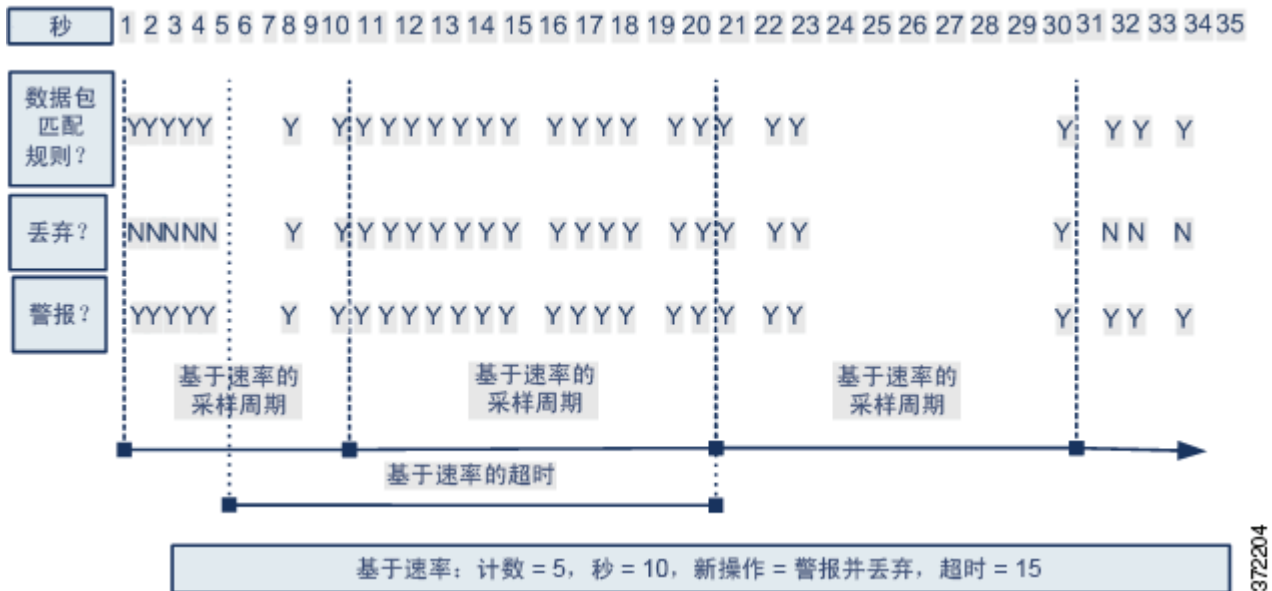 秒 1 2 3 4 5 6 7 8 9 10 11 12 13 14 15 16 17 18 19 20 21 22 23 24 25 26 27 28 29 30 31 32 33 34 35
数据包
匹配
规则?
YYYYY Y Y Y Y Y Y Y Y Y Y Y Y Y Y Y Y Y Y Y Y Y Y
丢弃? NNNNN Y Y Y Y Y Y Y Y Y Y Y Y Y Y Y Y Y Y Y N N N
警报? YYYYY Y Y Y Y Y Y Y Y Y Y Y Y Y Y Y Y Y Y Y Y Y Y
基于速率的
采样周期
基于速率的
采样周期
基于速率的
采样周期
基于速率的超时
基于速率:计数 = 5,秒 = 10,新操作 = 警报并丢弃,超时 = 15
372204